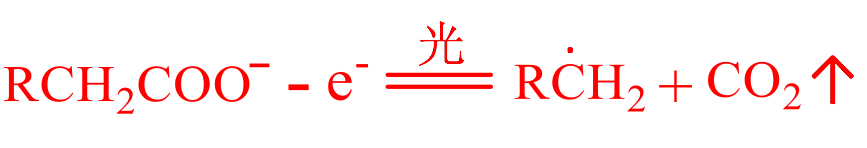 RCH₂COO⁻ - e⁻ ═(光)═ RĊH₂ + CO₂↑